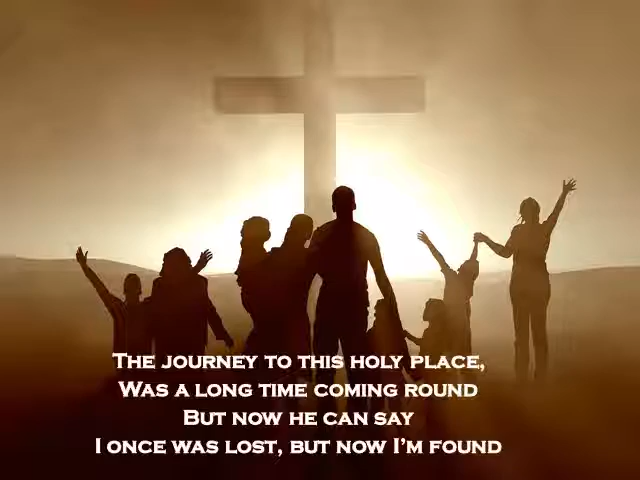 The journey to this holy place,
Was a long time coming round
But now he can say
I once was lost, but now I'm found